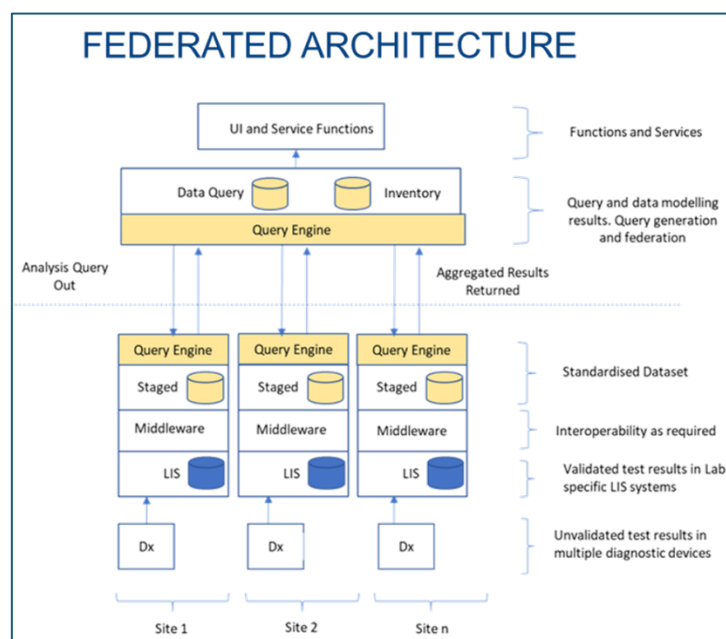 FEDERATED ARCHITECTURE
UI and Service Functions
Functions and Services
Data Query
Inventory
Query Engine
Query and data modelling
results. Query generation
and federation
Analysis Query
Out
Aggregated Results
Returned
Query Engine
Query Engine
Query Engine
Staged
Staged
Staged
Standardised Dataset
Middleware
Middleware
Middleware
Interoperability as required
LIS
LIS
LIS
Validated test results in Lab
specific LIS systems
Dx
Dx
Dx
Unvalidated test results in
multiple diagnostic devices
Site 1
Site 2
Site n